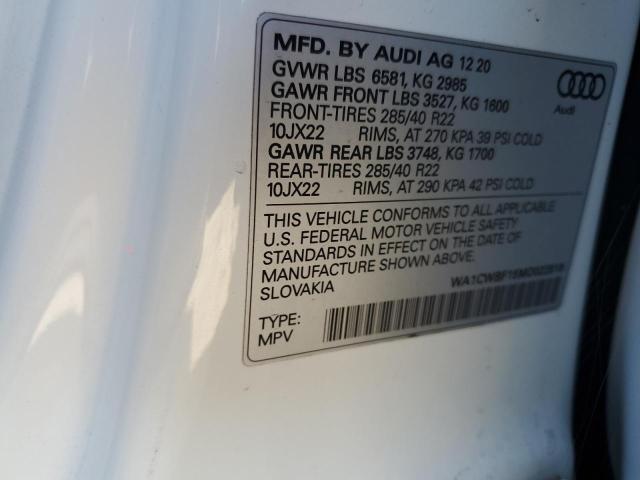 MFD. BY AUDI AG 12 20
GVWR LBS 6581, KG 2985
GAWR FRONT LBS 3527, KG 1600
FRONT-TIRES 285/40 R22
10JX22 RIMS, AT 270 KPA 39 PSI COLD
GAWR REAR LBS 3748, KG 1700
REAR-TIRES 285/40 R22
10JX22 RIMS, AT 290 KPA 42 PSI COLD
Audi
THIS VEHICLE CONFORMS TO ALL APPLICABLE
U.S. FEDERAL MOTOR VEHICLE SAFETY
STANDARDS IN EFFECT ON THE DATE OF
MANUFACTURE SHOWN ABOVE.
SLOVAKIA
TYPE:
MPV